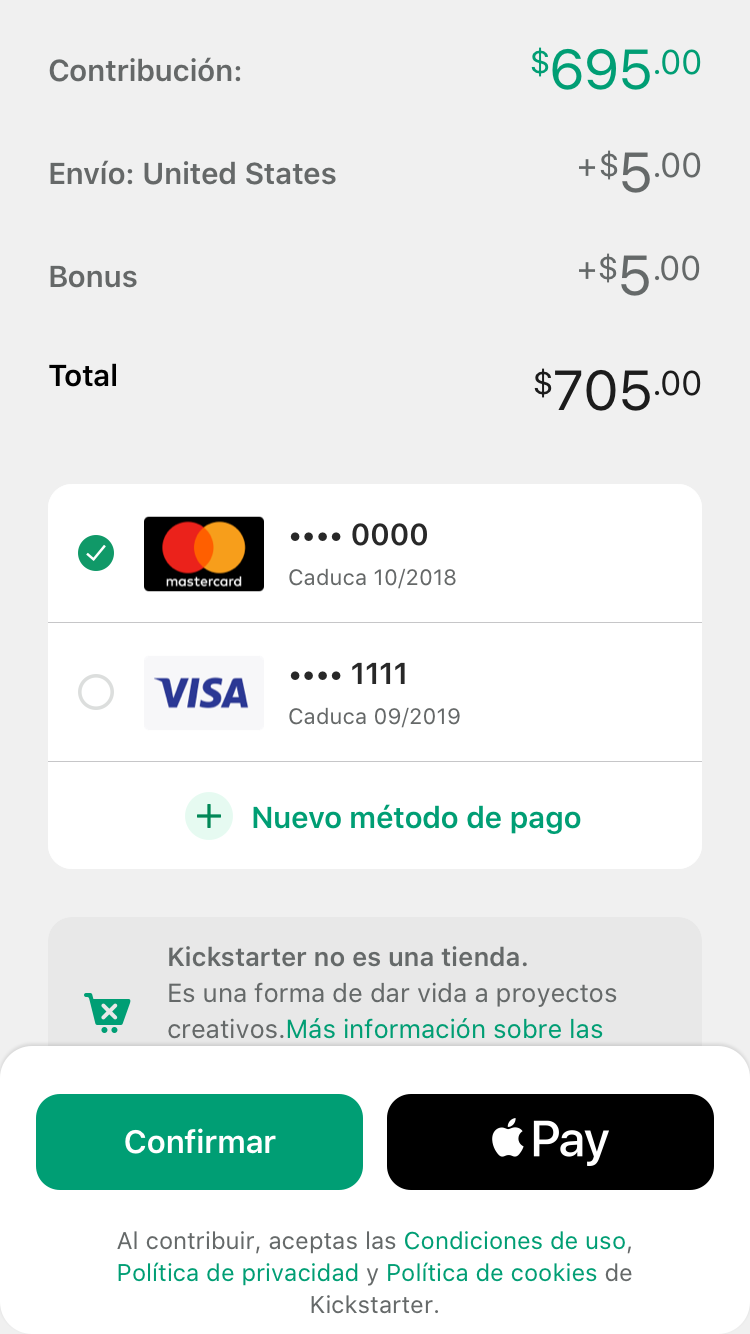 Contribución: $695.00
Envío: United States +$5.00
Bonus +$5.00
Total $705.00
mastercard
•••• 0000
Caduca 10/2018
VISA
•••• 1111
Caduca 09/2019
+ Nuevo método de pago
Kickstarter no es una tienda.
Es una forma de dar vida a proyectos
creativos.Más información sobre las
Confirmar
Pay
Al contribuir, aceptas las Condiciones de uso,
Política de privacidad y Política de cookies de
Kickstarter.